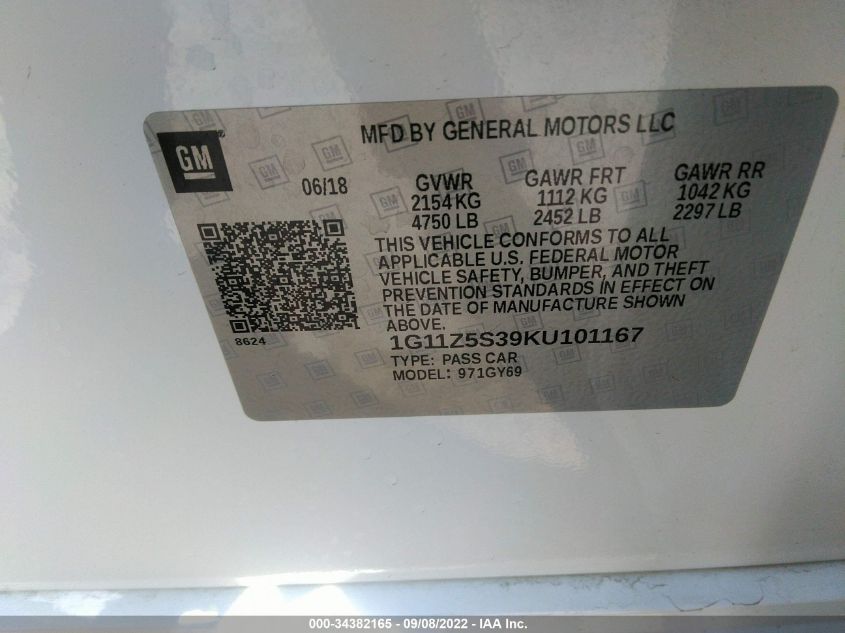 MFD BY GENERAL MOTORS LLC
GM
06/18
GVWR
2154 KG
4750 LB
GAWR FRT
1112 KG
2452 LB
GAWR RR
1042 KG
2297 LB
THIS VEHICLE CONFORMS TO ALL
APPLICABLE U.S. FEDERAL MOTOR
VEHICLE SAFETY, BUMPER, AND THEFT
PREVENTION STANDARDS IN EFFECT ON
THE DATE OF MANUFACTURE SHOWN
ABOVE.
8624
1G11Z5S39KU101167
TYPE: PASS CAR
MODEL: 971GY69
000-34382165 - 09/08/2022 - IAA Inc.